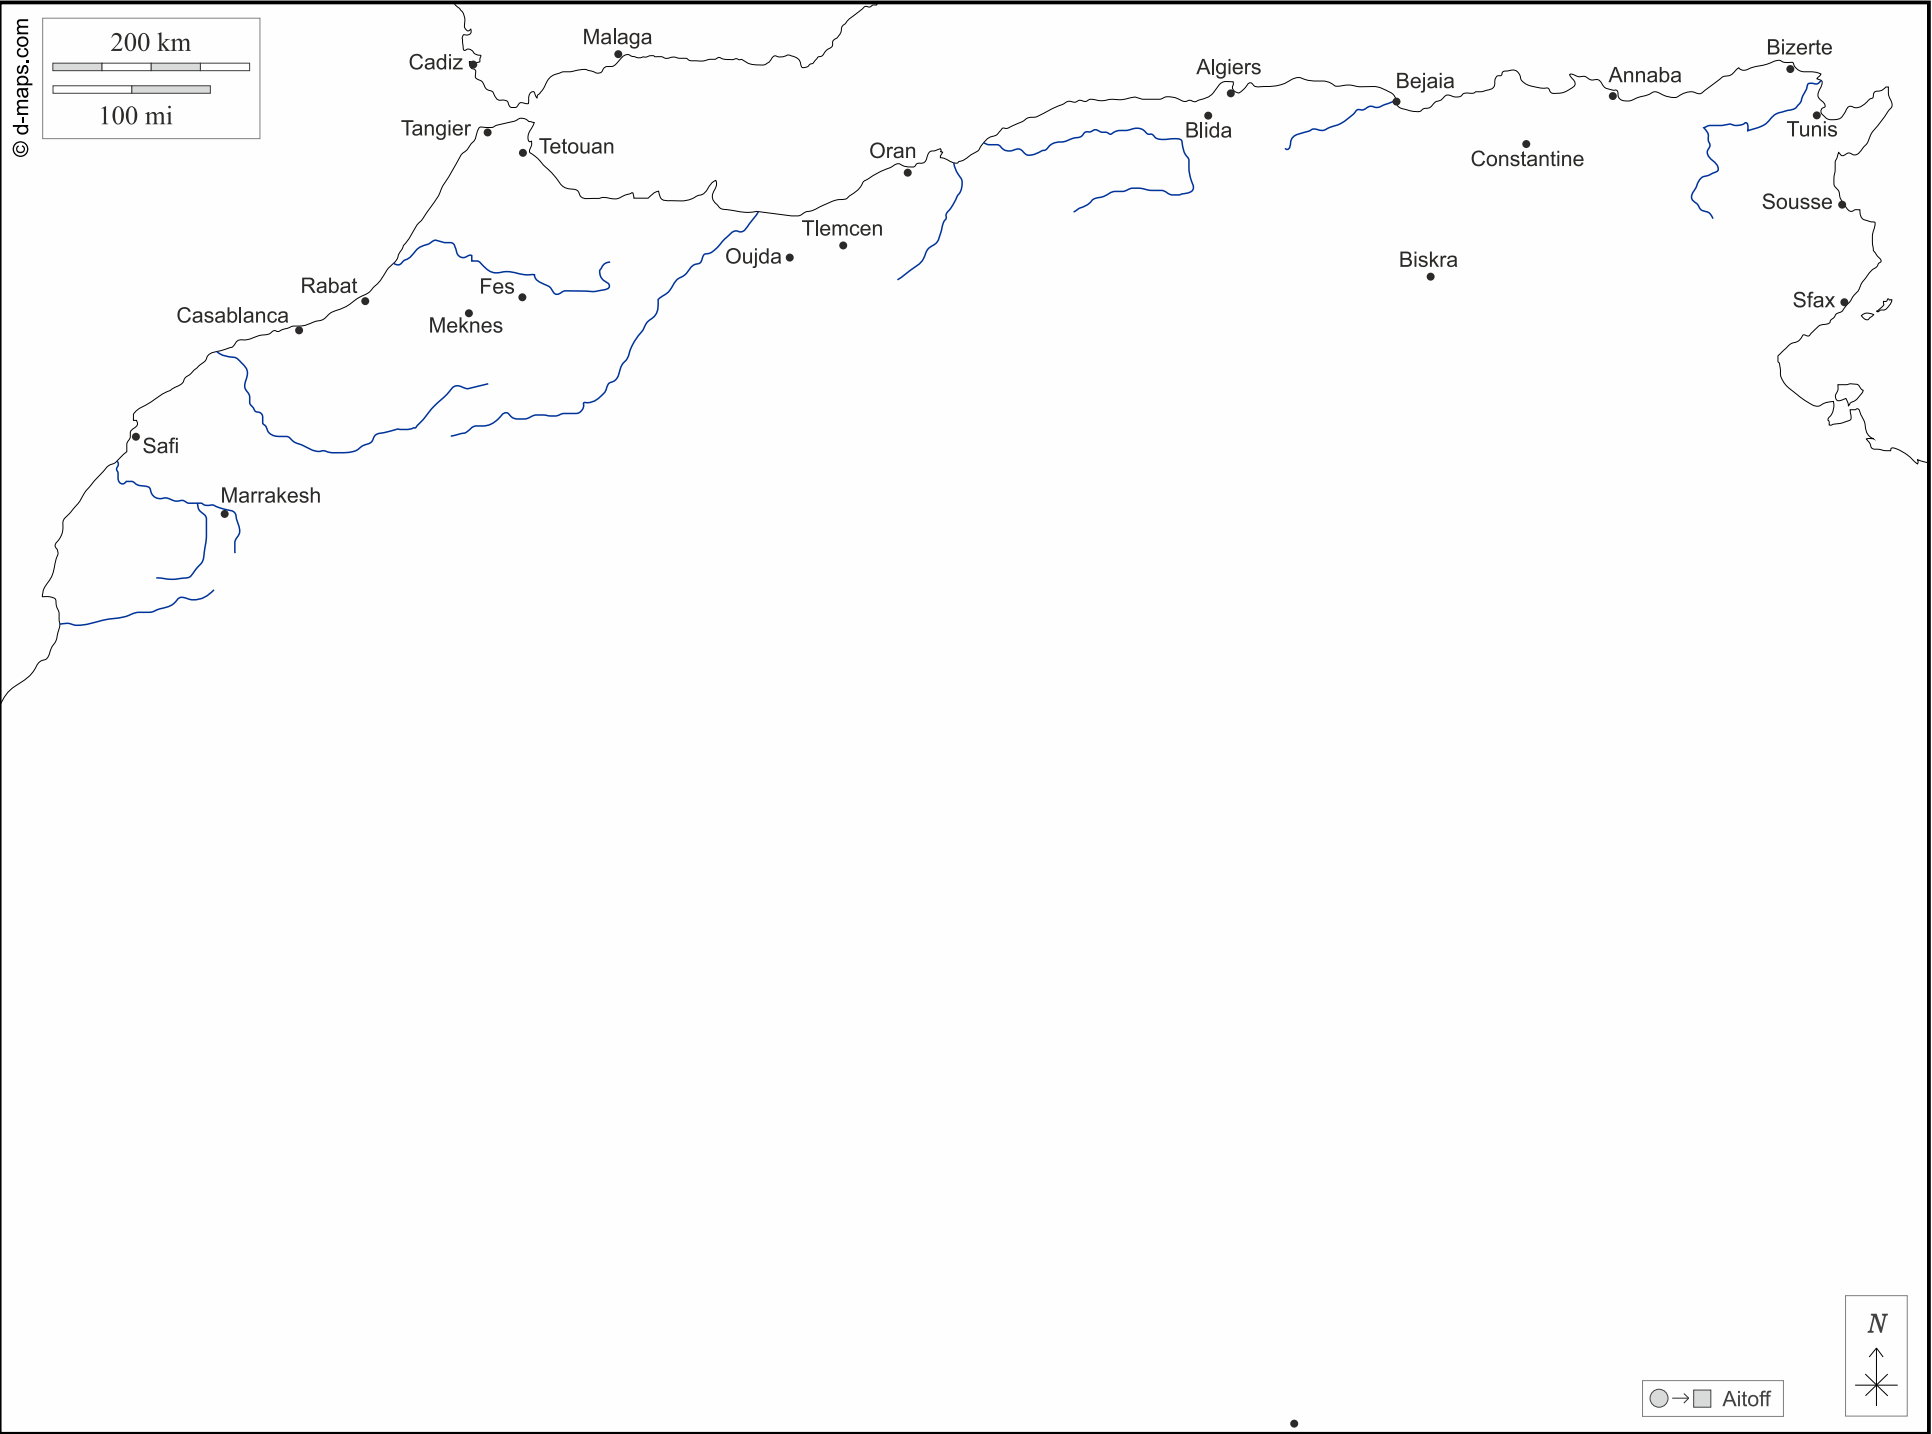 © d-maps.com
200 km
100 mi
Cadiz
Malaga
Tangier
Tetouan
Algiers
Bejaia
Annaba
Bizerte
Blida
Tunis
Oran
Constantine
Sousse
Tlemcen
Oujda
Biskra
Rabat
Fes
Sfax
Casablanca
Meknes
Safi
Marrakesh
N
Aitoff